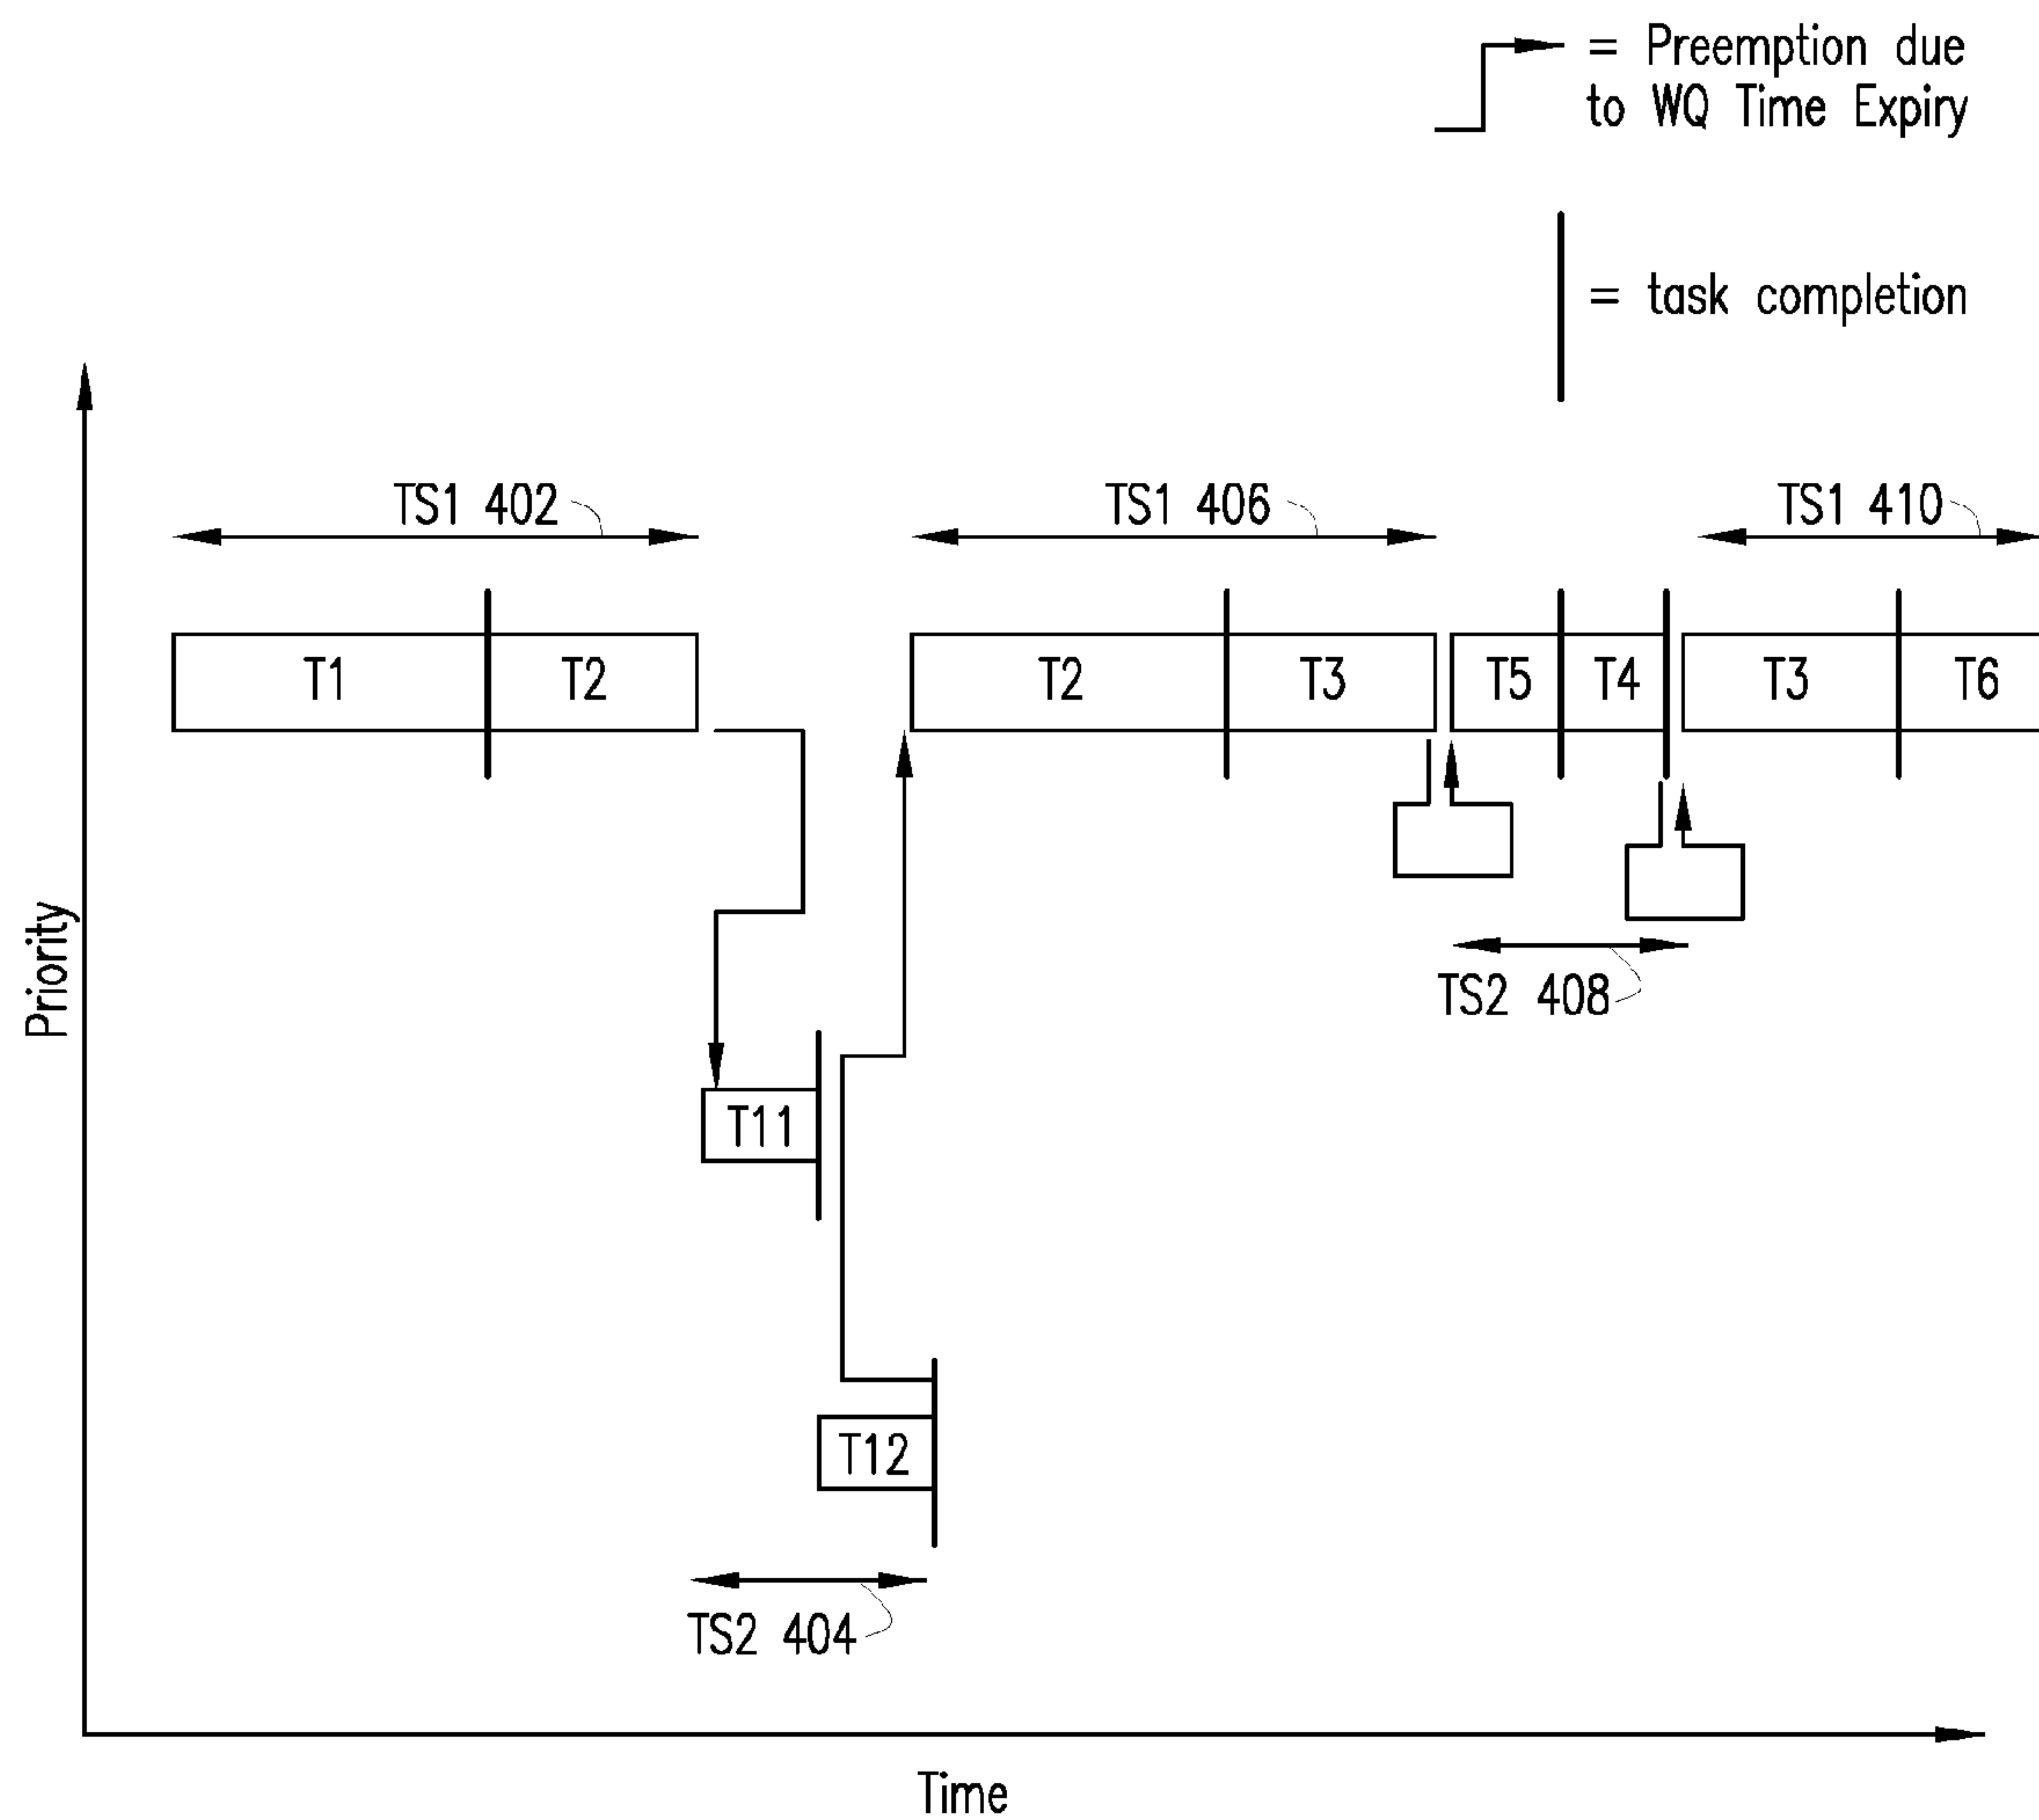 = Preemption due
to WQ Time Expiry
= task completion
TS1 402
TS1 406
TS1 410
T1
T2
T2
T3
T5
T4
T3
T6
Priority
TS2 408
T11
T12
TS2 404
Time